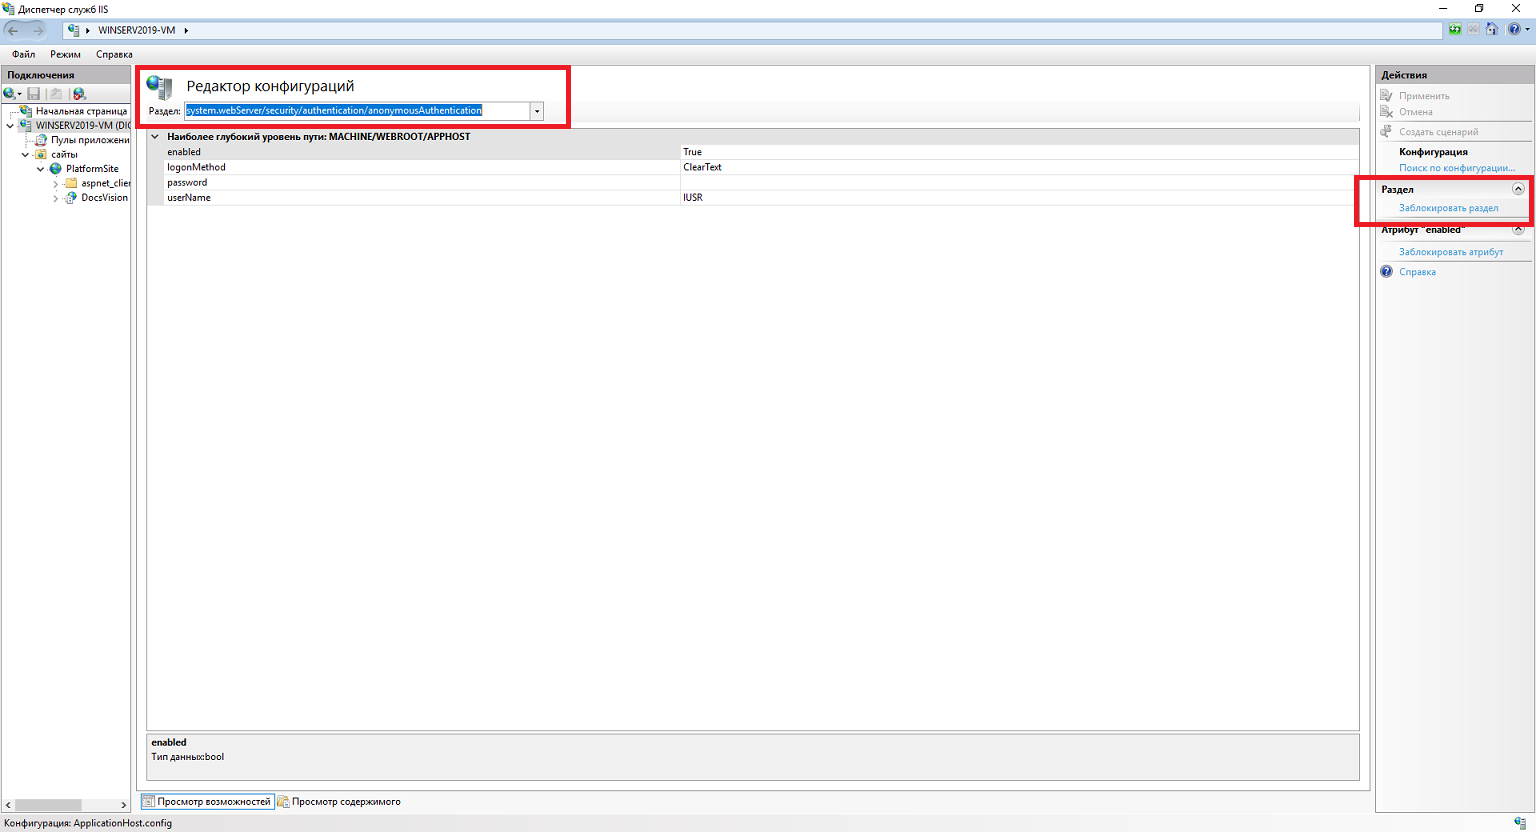 Диспетчер служб IIS
WINSERV2019-VM
Файл Режим Справка
Подключения
Начальная страница
WINSERV2019-VM (DIC
Пулы приложени
сайты
PlatformSite
aspnet_clier
DocsVision
Редактор конфигураций
Раздел: system.webServer/security/authentication/anonymousAuthentication
Наиболее глубокий уровень пути: MACHINE/WEBROOT/APPHOST
enabled True
logonMethod ClearText
password
userName IUSR
enabled
Тип данных:bool
Просмотр возможностей Просмотр содержимого
Действия
Применить
Отмена
Создать сценарий
Конфигурация
Поиск по конфигурации...
Раздел
Заблокировать раздел
Атрибут "enabled"
Заблокировать атрибут
Справка
Конфигурация: ApplicationHost.config